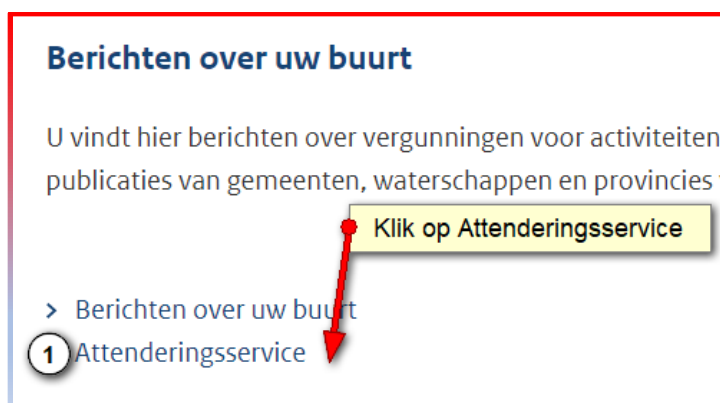 Berichten over uw buurt
U vindt hier berichten over vergunningen voor activiteiten
publicaties van gemeenten, waterschappen en provincies
Klik op Attenderingsservice
> Berichten over uw buurt
1 Attenderingsservice